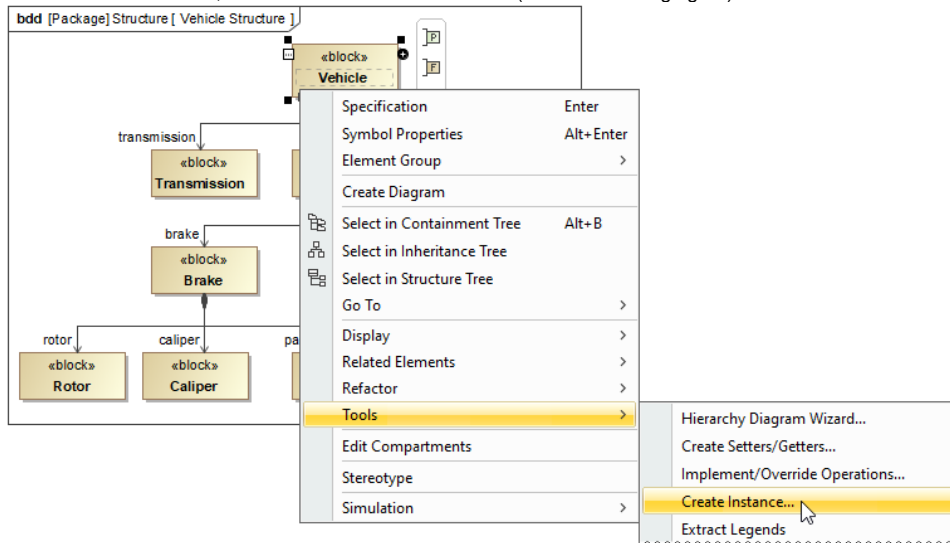 bdd [Package] Structure [ Vehicle Structure ]
P
«block»
Vehicle
F
Specification Enter
Symbol Properties Alt+Enter
Element Group
Create Diagram
Select in Containment Tree Alt+B
Select in Inheritance Tree
Select in Structure Tree
Go To
Display
Related Elements
Refactor
Tools
Edit Compartments
Stereotype
Simulation
transmission
«block»
Transmission
brake
«block»
Brake
rotor
caliper
pa
«block»
Rotor
«block»
Caliper
Hierarchy Diagram Wizard...
Create Setters/Getters...
Implement/Override Operations...
Create Instance...
Extract Legends